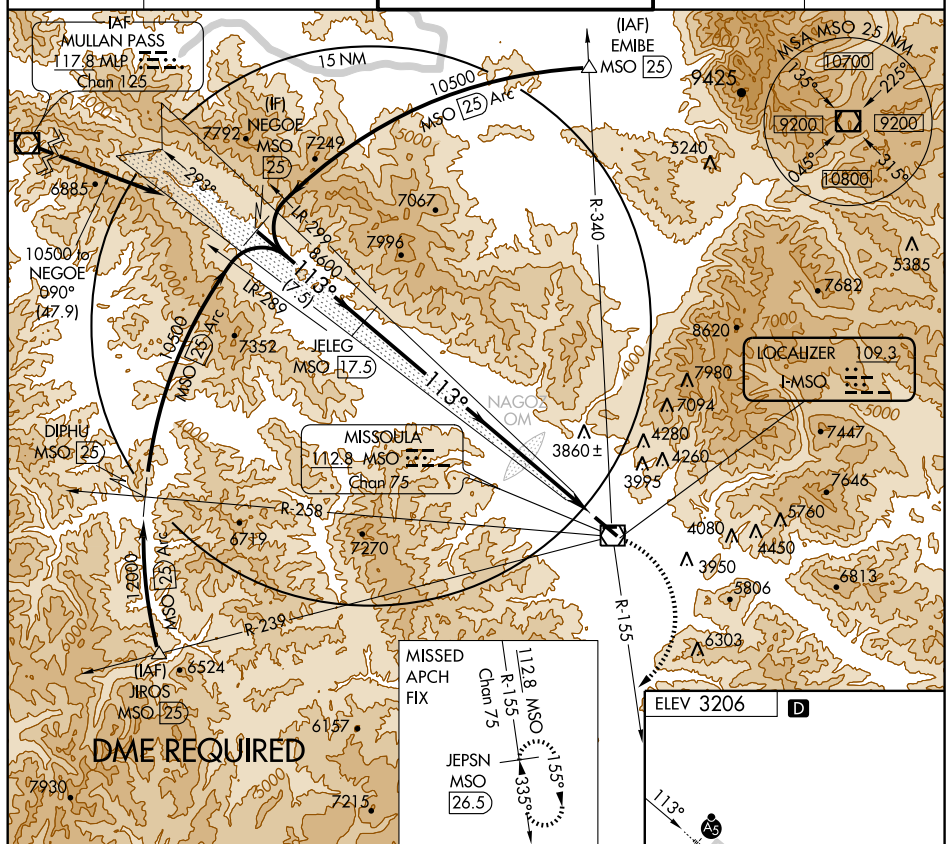 IAF
MULLAN PASS
117.8 MLP
Chan 125
15 NM
(IAF)
EMIBE
MSO 25
10500
MSO 25 Arc
9425
MSA MSO 25 NM
10700
135°
225°
9200
9200
045°
315°
10800
(IF)
NEGOE
MSO
25
7792
7249
5240
6885
293°
7067
7996
R-340
5385
7682
10500 to
NEGOE
090°
(47.9)
LR-299
8600
113°
(7.5)
LR-289
8620
7000
6000
5000
4000
10500
MSO 25 Arc
7352
JELEG
MSO 17.5
LOCALIZER 109.3
I-MSO
7980
7094
113°
NAGOZ
OM
DIPHU
MSO 25
MISSOULA
112.8 MSO
Chan 75
3860 ±
4280
4260
3995
7447
7646
R-258
6719
7270
5760
4080
4450
3950
5806
6813
12000
MSO 25 Arc
R-239
R-155
6303
(IAF)
JIROS
MSO 25
6524
6157
DME REQUIRED
7930
7215
MISSED
APCH
FIX
112.8 MSO
R-155
Chan 75
JEPSN
MSO
26.5
155°
335°
ELEV 3206
D
113°
A5